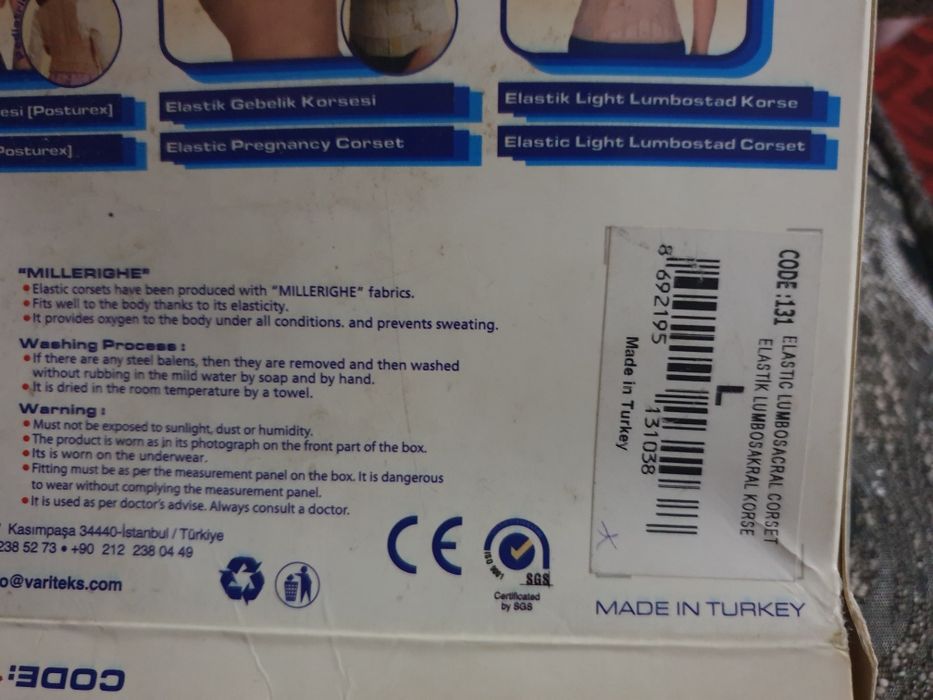 esi [Posturex]
Posturex]
Elastik Gebelik Korsesi
Elastic Pregnancy Corset
Elastik Light Lumbostad Korse
Elastic Light Lumbostad Corset
"MILLERIGHE"
Elastic corsets have been produced with "MILLERIGHE" fabrics.
Fits well to the body thanks to its elasticity.
It provides oxygen to the body under all conditions. and prevents sweating.
Washing Process :
If there are any steel balens, then they are removed and then washed
without rubbing in the mild water by soap and by hand.
It is dried in the room temperature by a towel.
Warning :
Must not be exposed to sunlight, dust or humidity.
The product is worn as in its photograph on the front part of the box.
Its is worn on the underwear.
Fitting must be as per the measurement panel on the box. It is dangerous
to wear without complying the measurement panel.
It is used as per doctor's advise. Always consult a doctor.
Kasımpaşa 34440-İstanbul / Türkiye
238 52 73 • +90 212 238 04 49
o@variteks.com
CE
ISO 9001
SGS
Certificated
by SGS
CODE:131 ELASTIC LUMBOSACRAL CORSET
ELASTIK LUMBOSAKRAL KORSE
L
8 692195 131038
Made in Turkey
MADE IN TURKEY
CODE: